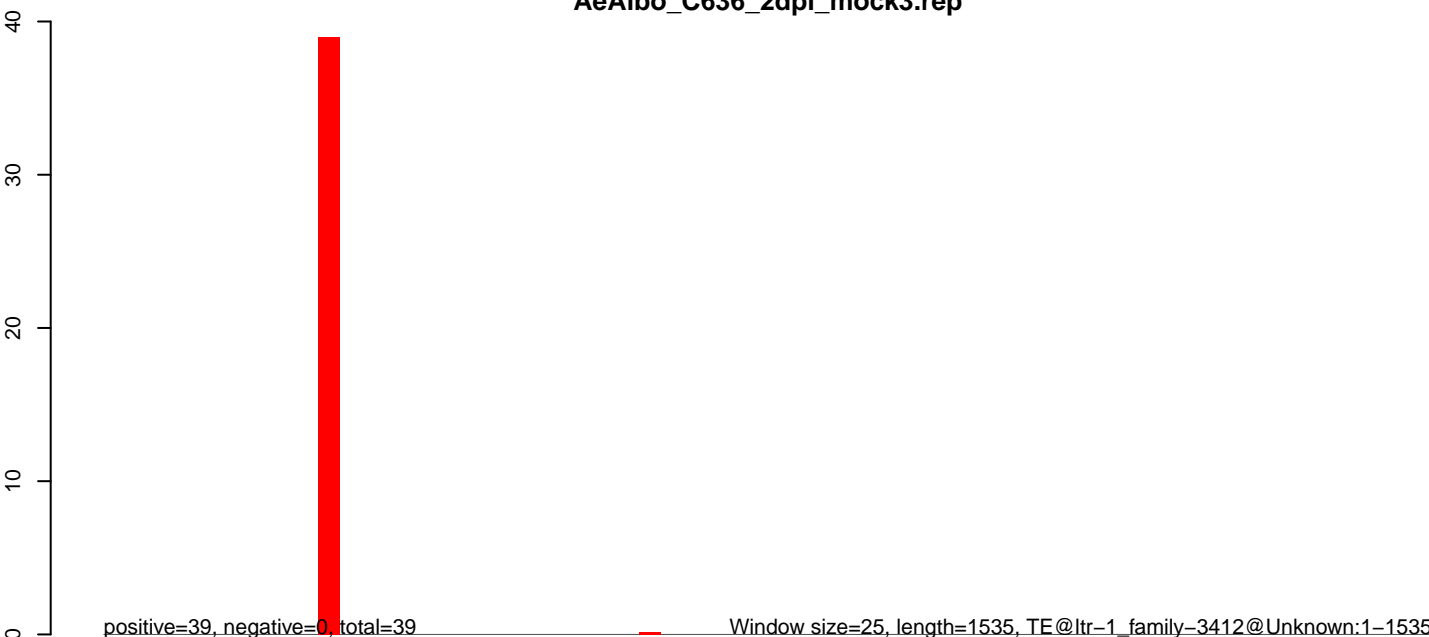 AeAlbo_C636_2dpi_mock3.rep
40
30
20
10
0
positive=39, negative=0, total=39
Window size=25, length=1535, TE@ltr−1_family−3412@Unknown:1−1535